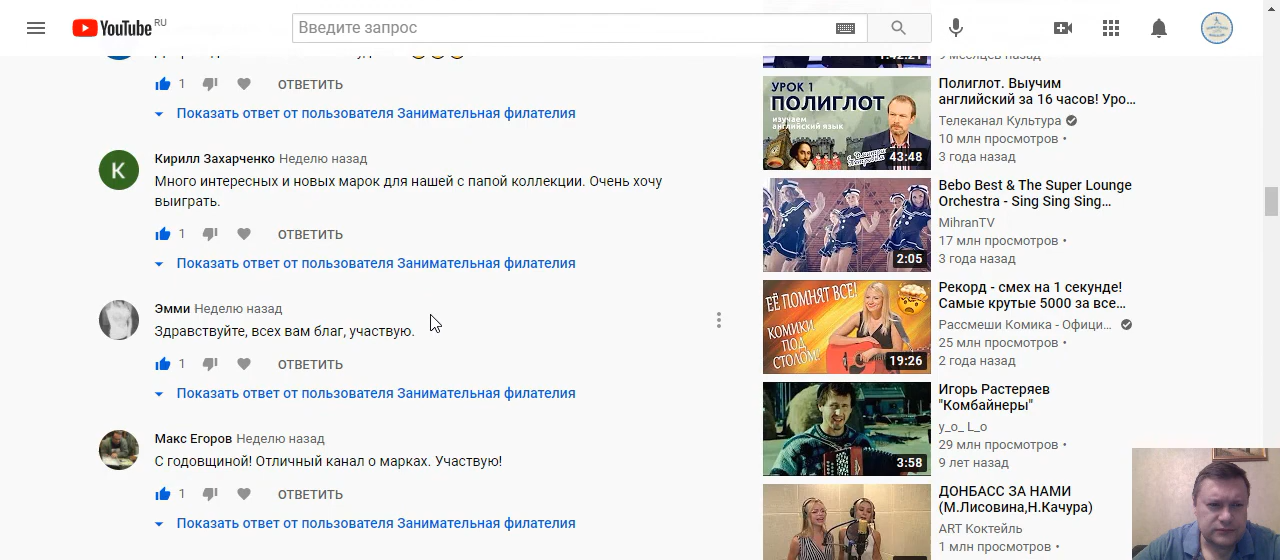 YouTube RU
Введите запрос
1:42:21
9 месяцев назад
1
ОТВЕТИТЬ
Показать ответ от пользователя Занимательная филателия
Кирилл Захарченко Неделю назад
К
Много интересных и новых марок для нашей с папой коллекции. Очень хочу
выиграть.
1
ОТВЕТИТЬ
Показать ответ от пользователя Занимательная филателия
Эмми Неделю назад
Здравствуйте, всех вам благ, участвую.
1
ОТВЕТИТЬ
Показать ответ от пользователя Занимательная филателия
Макс Егоров Неделю назад
С годовщиной! Отличный канал о марках. Участвую!
1
ОТВЕТИТЬ
Показать ответ от пользователя Занимательная филателия
УРОК 1
ПОЛИГЛОТ
изучаем
английский язык
43:48
Полиглот. Выучим
английский за 16 часов! Уро...
Телеканал Культура
10 млн просмотров •
3 года назад
2:05
Bebo Best & The Super Lounge
Orchestra - Sing Sing Sing...
MihranTV
17 млн просмотров •
3 года назад
ЕЁ ПОМНЯТ ВСЕ!
КОМИКИ
ПОД
СТОЛОМ!
19:26
Рекорд - смех на 1 секунде!
Самые крутые 5000 за все...
Рассмеши Комика - Офици...
25 млн просмотров •
2 года назад
3:58
Игорь Растеряев
"Комбайнеры"
y_o_ L_o
29 млн просмотров •
9 лет назад
ДОНБАСС ЗА НАМИ
(М.Лисовина,Н.Качура)
ART Коктейль
1 млн просмотров •